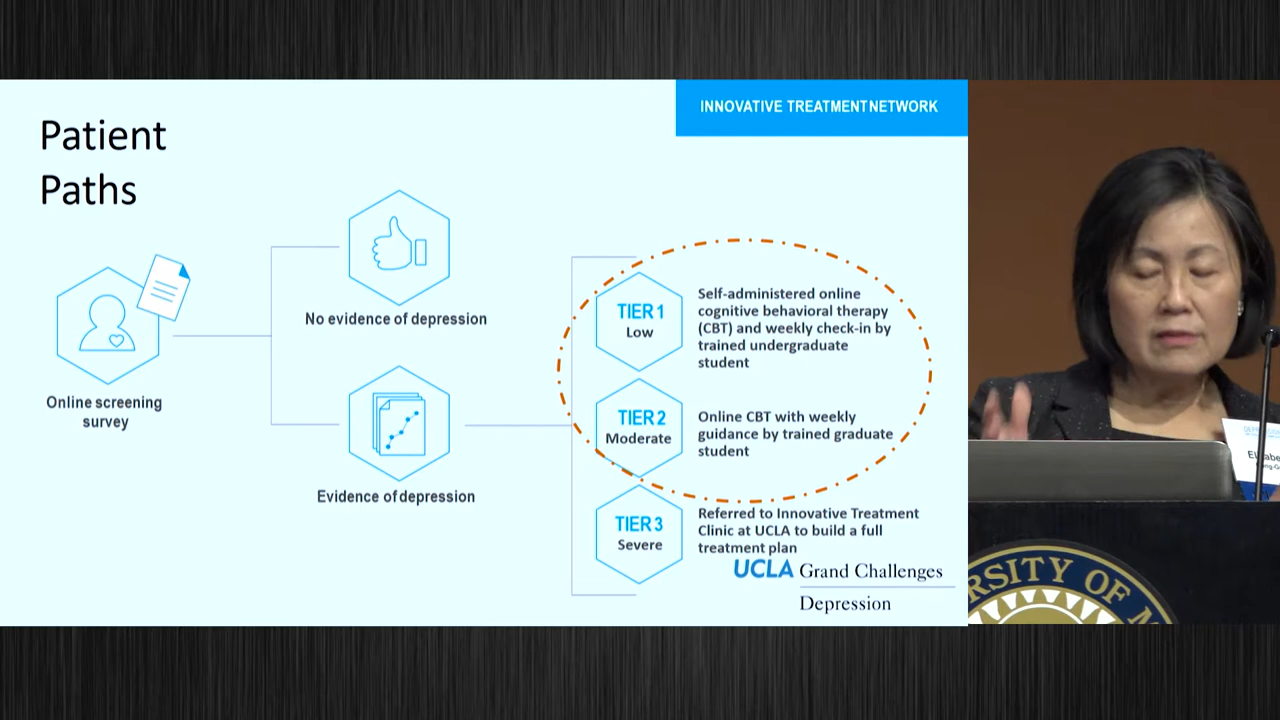 INNOVATIVE TREATMENT NETWORK
Patient
Paths
Online screening
survey
No evidence of depression
Evidence of depression
TIER 1
Low
Self-administered online
cognitive behavioral therapy
(CBT) and weekly check-in by
trained undergraduate
student
TIER 2
Moderate
Online CBT with weekly
guidance by trained graduate
student
TIER 3
Severe
Referred to Innovative Treatment
Clinic at UCLA to build a full
treatment plan
UCLA Grand Challenges
Depression
RSITY OF M